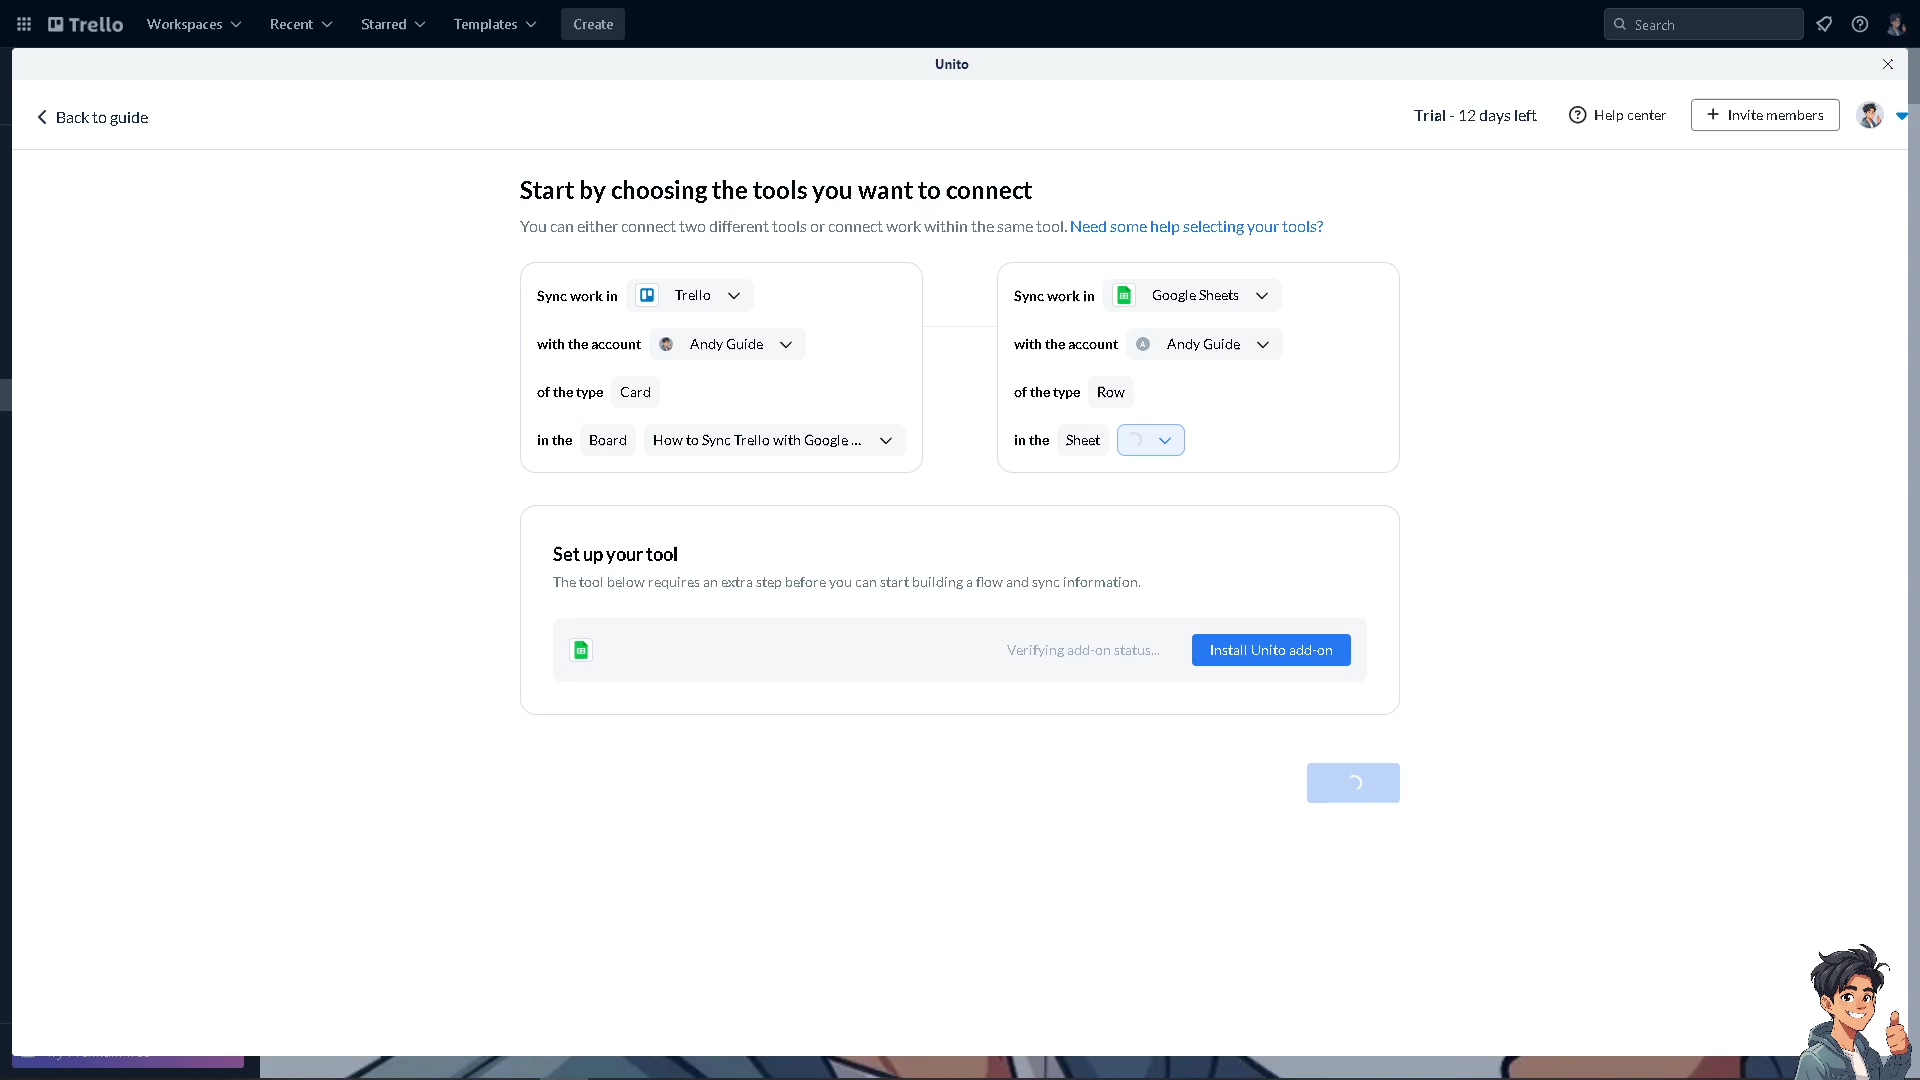 Trello Workspaces Recent Starred Templates Create Search
Unito
Back to guide
Trial - 12 days left
Help center
Invite members
Start by choosing the tools you want to connect
You can either connect two different tools or connect work within the same tool. Need some help selecting your tools?
Sync work in Trello
with the account Andy Guide
of the type Card
in the Board How to Sync Trello with Google ...
Sync work in Google Sheets
with the account A Andy Guide
of the type Row
in the Sheet
Set up your tool
The tool below requires an extra step before you can start building a flow and sync information.
Verifying add-on status...
Install Unito add-on